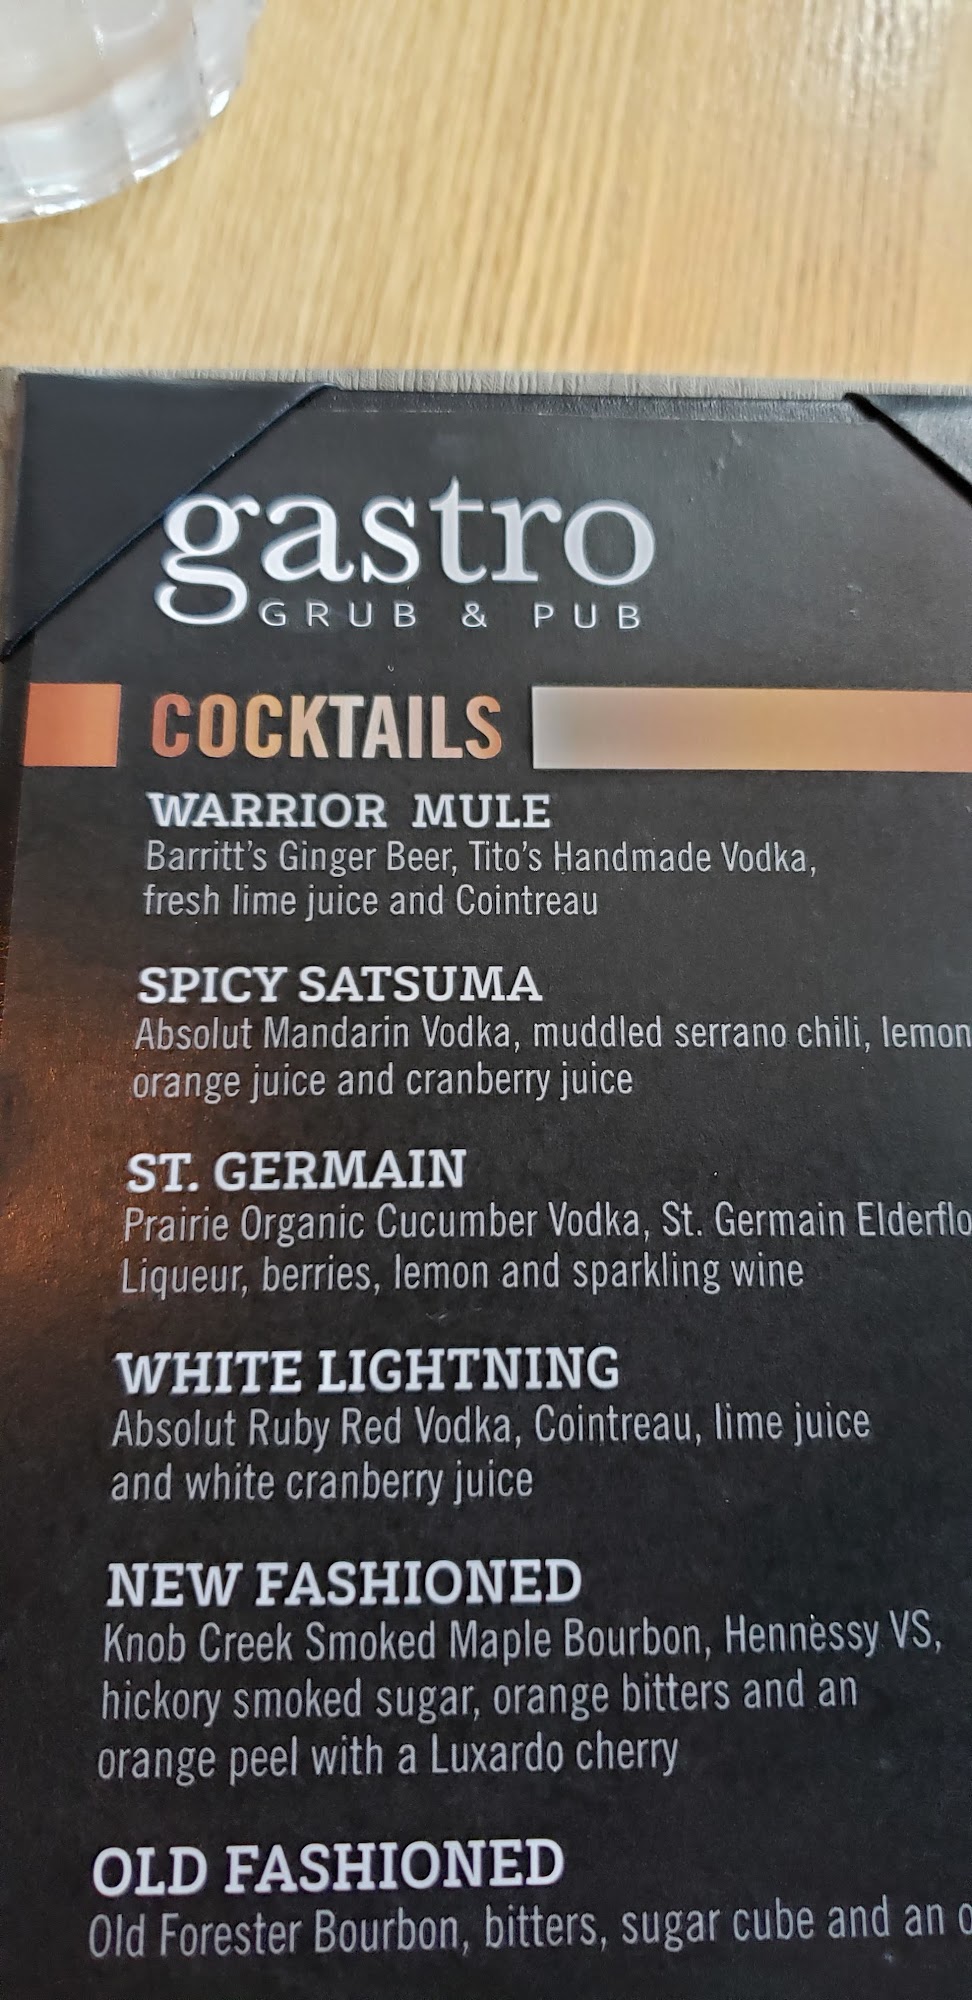 gastro
GRUB & PUB
COCKTAILS
WARRIOR MULE
Barritt's Ginger Beer, Tito's Handmade Vodka,
fresh lime juice and Cointreau
SPICY SATSUMA
Absolut Mandarin Vodka, muddled serrano chili, lemon
orange juice and cranberry juice
ST. GERMAIN
Prairie Organic Cucumber Vodka, St. Germain
Liqueur, berries, lemon and sparkling wine
WHITE LIGHTNING
Absolut Ruby Red Vodka, Cointreau, lime juice
and white cranberry juice
NEW FASHIONED
Knob Creek Smoked Maple Bourbon, Hennessy VS,
hickory smoked sugar, orange bitters and an
orange peel with a Luxardo cherry
OLD FASHIONED
Old Forester Bourbon, bitters, sugar cube and an